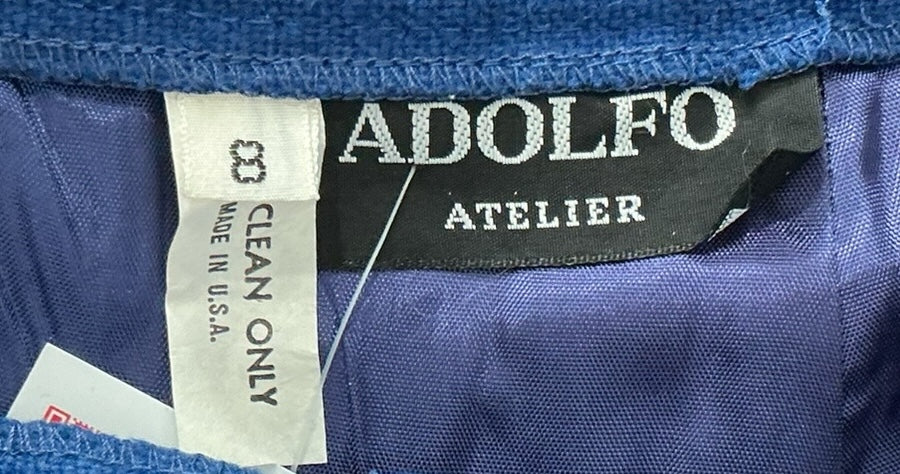 ADOLFO
ATELIER
8
CLEAN ONLY
MADE IN U.S.A.